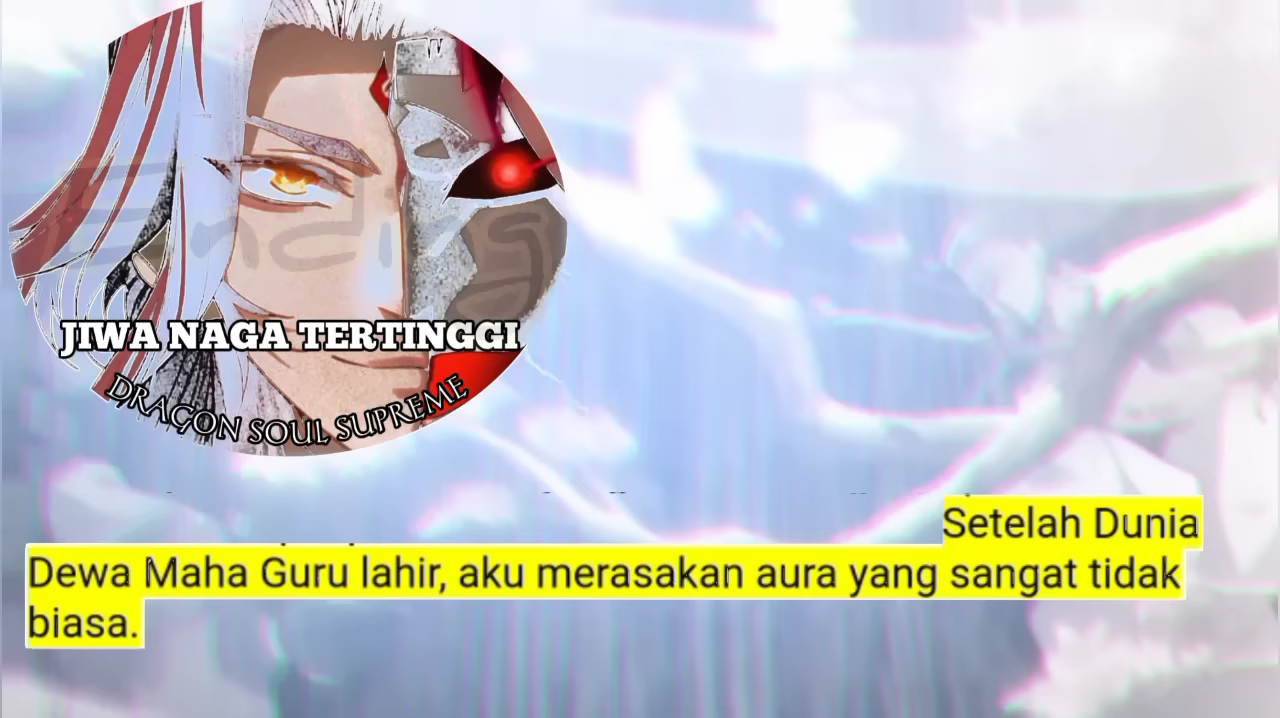 JIWA NAGA TERTINGGI
DRAGON SOUL SUPREME
Setelah Dunia
Dewa Maha Guru lahir, aku merasakan aura yang sangat tidak
biasa.